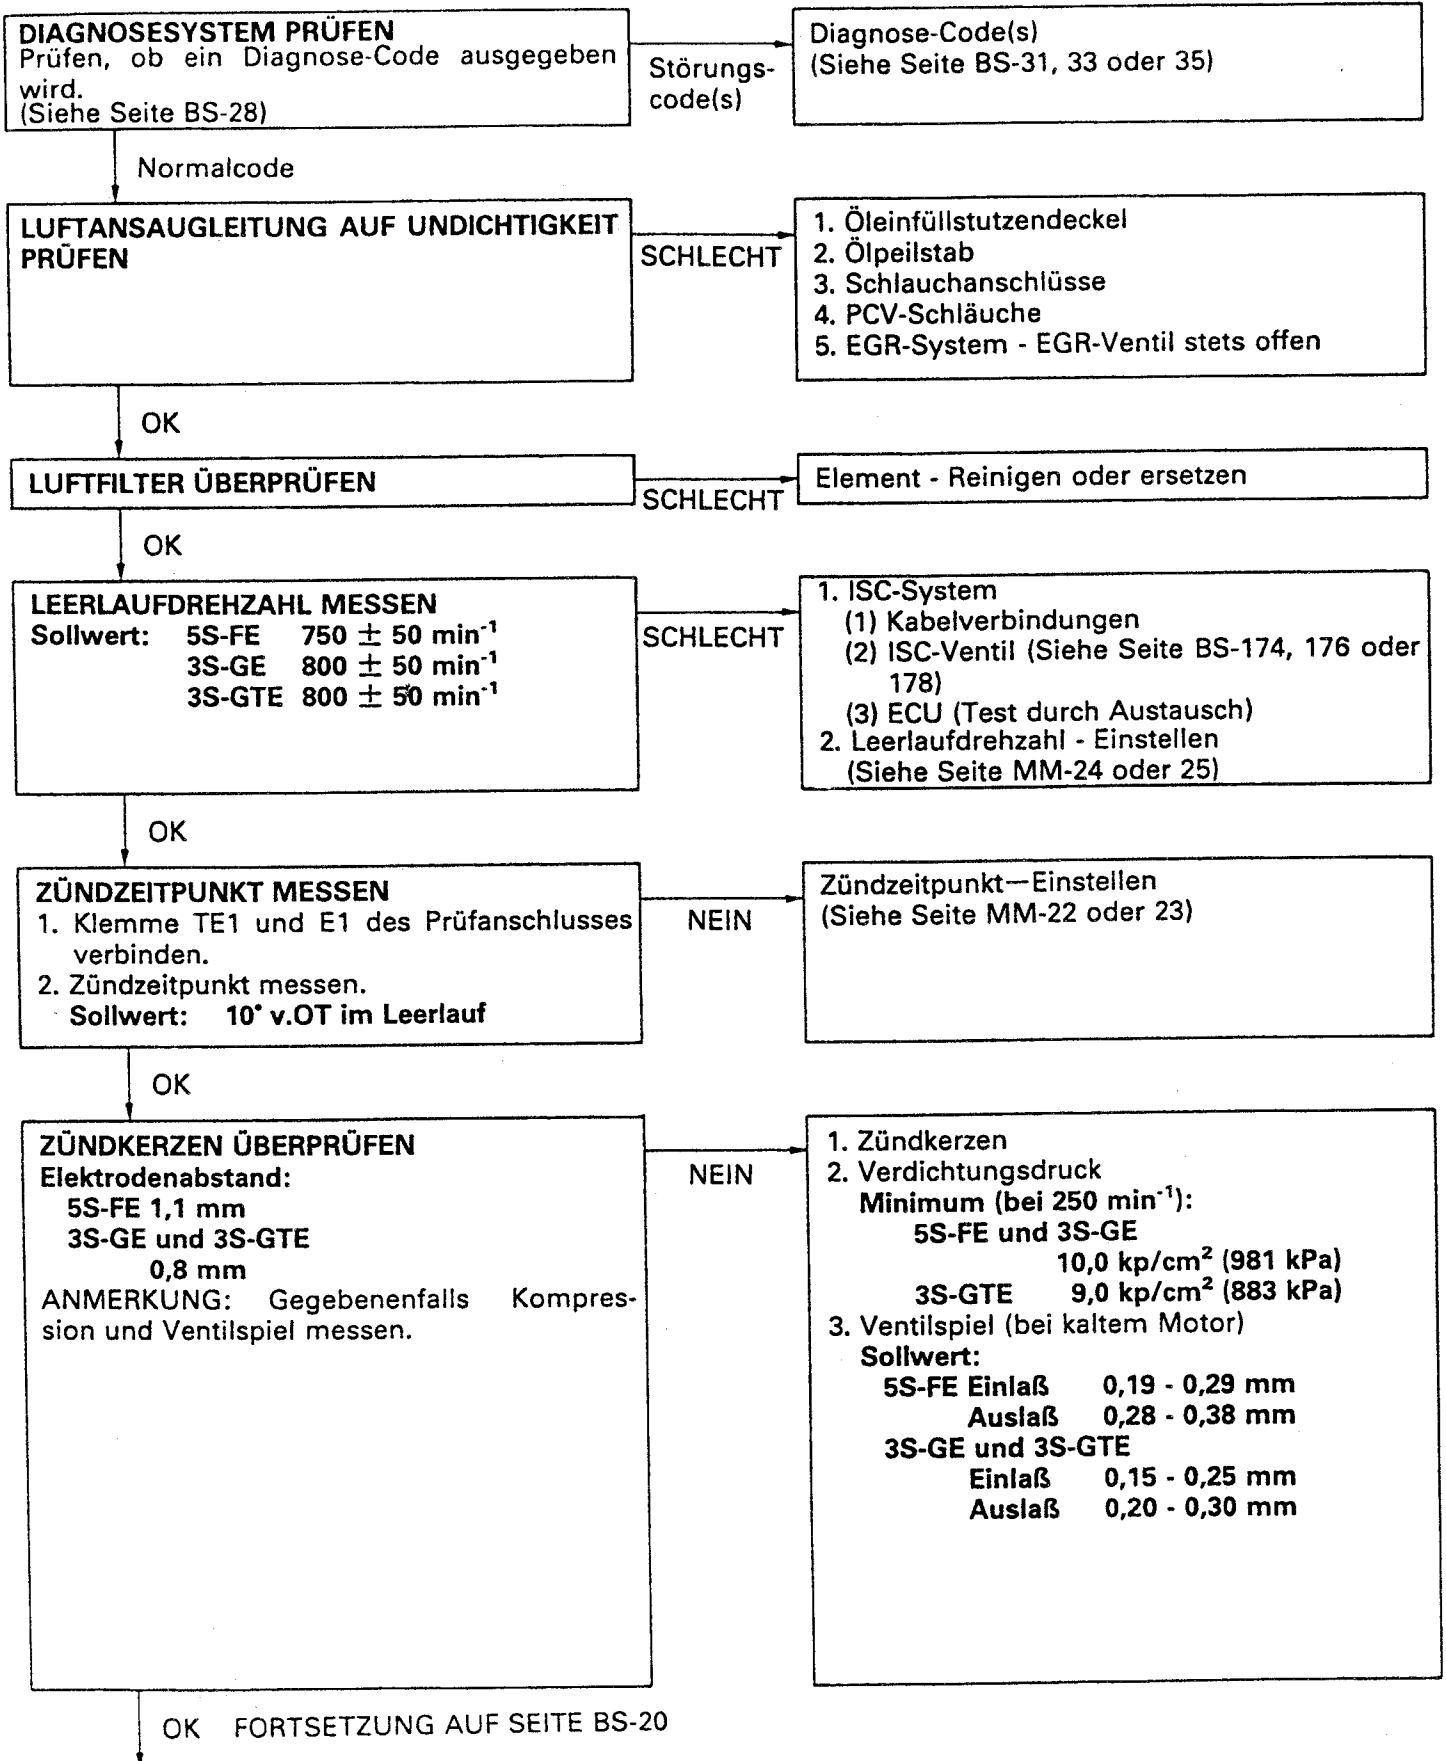 DIAGNOSESYSTEM PRÜFEN
Prüfen, ob ein Diagnose-Code ausgegeben
wird.
(Siehe Seite BS-28)
Störungs-
code(s)
Diagnose-Code(s)
(Siehe Seite BS-31, 33 oder 35)
Normalcode
LUFTANSAUGLEITUNG AUF UNDICHTIGKEIT
PRÜFEN
SCHLECHT
1. Öleinfüllstutzendeckel
2. Ölpeilstab
3. Schlauchanschlüsse
4. PCV-Schläuche
5. EGR-System - EGR-Ventil stets offen
OK
LUFTFILTER ÜBERPRÜFEN
SCHLECHT
Element - Reinigen oder ersetzen
OK
LEERLAUFDREHZAHL MESSEN
Sollwert: 5S-FE 750 ± 50 min⁻¹
3S-GE 800 ± 50 min⁻¹
3S-GTE 800 ± 50 min⁻¹
SCHLECHT
1. ISC-System
(1) Kabelverbindungen
(2) ISC-Ventil (Siehe Seite BS-174, 176 oder
178)
(3) ECU (Test durch Austausch)
2. Leerlaufdrehzahl - Einstellen
(Siehe Seite MM-24 oder 25)
OK
ZÜNDZEITPUNKT MESSEN
1. Klemme TE1 und E1 des Prüfanschlusses
verbinden.
2. Zündzeitpunkt messen.
Sollwert: 10° v.OT im Leerlauf
NEIN
Zündzeitpunkt—Einstellen
(Siehe Seite MM-22 oder 23)
OK
ZÜNDKERZEN ÜBERPRÜFEN
Elektrodenabstand:
5S-FE 1,1 mm
3S-GE und 3S-GTE
0,8 mm
ANMERKUNG: Gegebenenfalls Kompres-
sion und Ventilspiel messen.
NEIN
1. Zündkerzen
2. Verdichtungsdruck
Minimum (bei 250 min⁻¹):
5S-FE und 3S-GE
10,0 kp/cm² (981 kPa)
3S-GTE 9,0 kp/cm² (883 kPa)
3. Ventilspiel (bei kaltem Motor)
Sollwert:
5S-FE Einlaß 0,19 - 0,29 mm
Auslaß 0,28 - 0,38 mm
3S-GE und 3S-GTE
Einlaß 0,15 - 0,25 mm
Auslaß 0,20 - 0,30 mm
OK FORTSETZUNG AUF SEITE BS-20